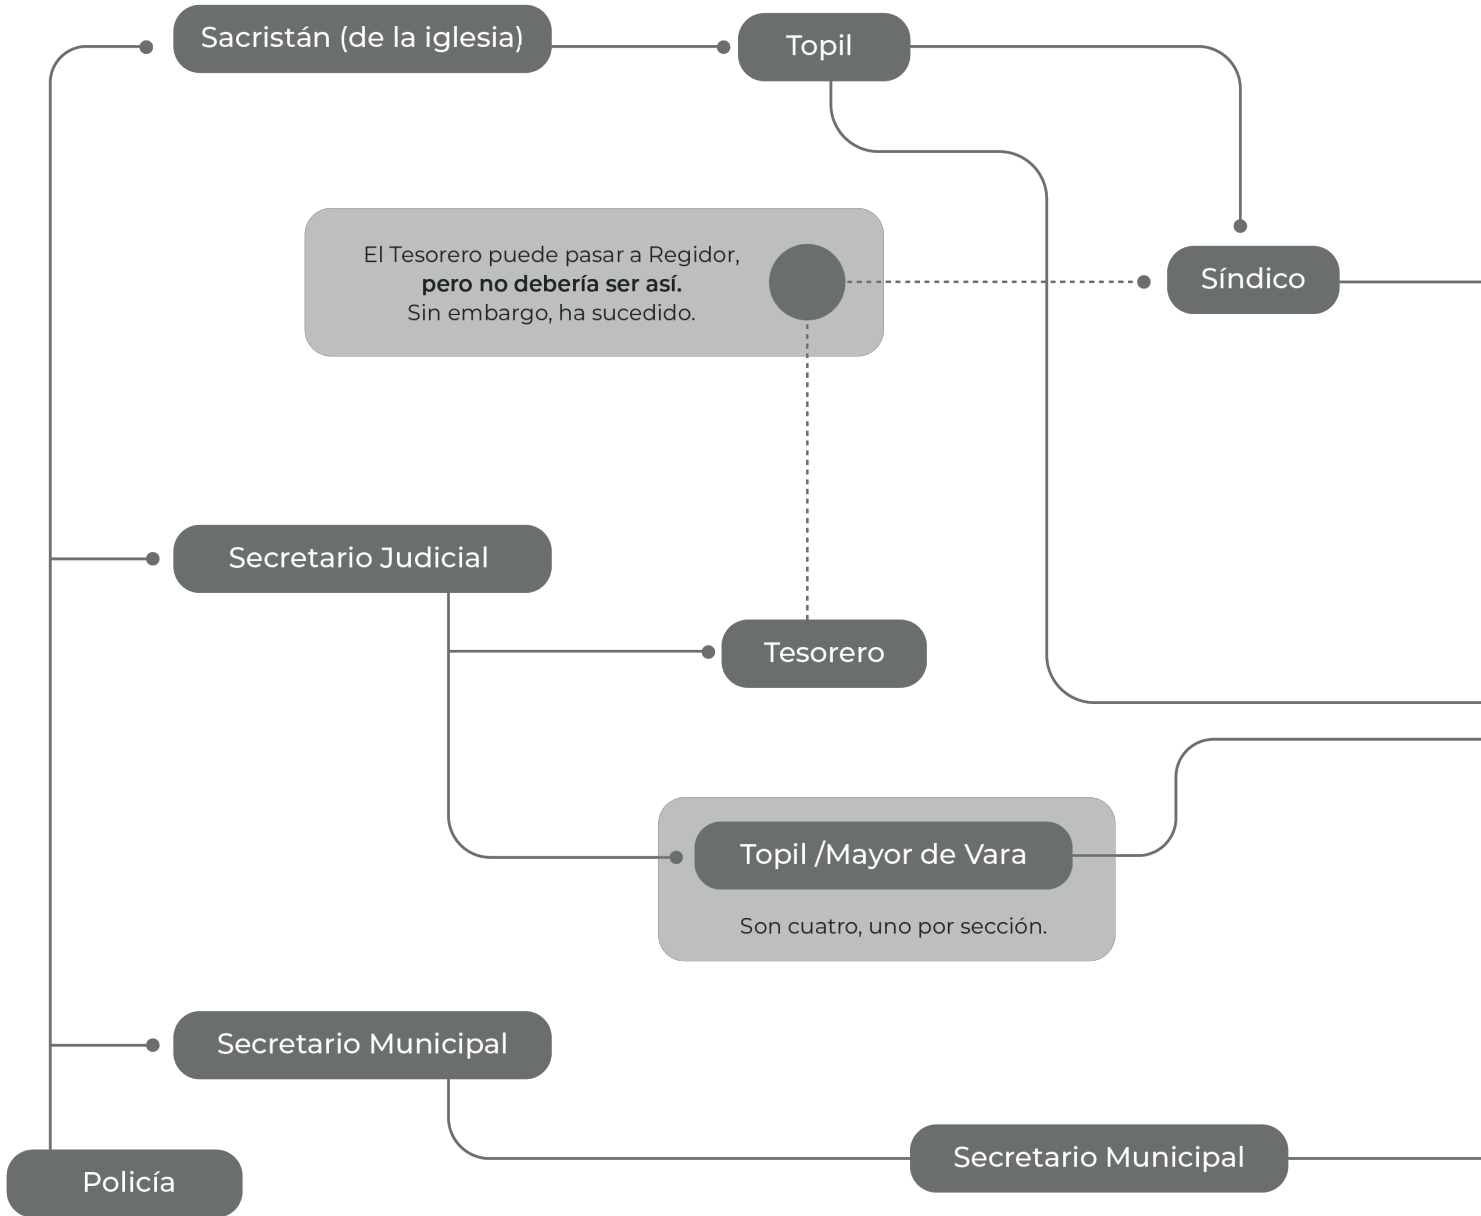 Sacristán (de la iglesia)
Topil
El Tesorero puede pasar a Regidor,
pero no debería ser así.
Sin embargo, ha sucedido.
Síndico
Secretario Judicial
Tesorero
Topil /Mayor de Vara
Son cuatro, uno por sección.
Secretario Municipal
Secretario Municipal
Policía